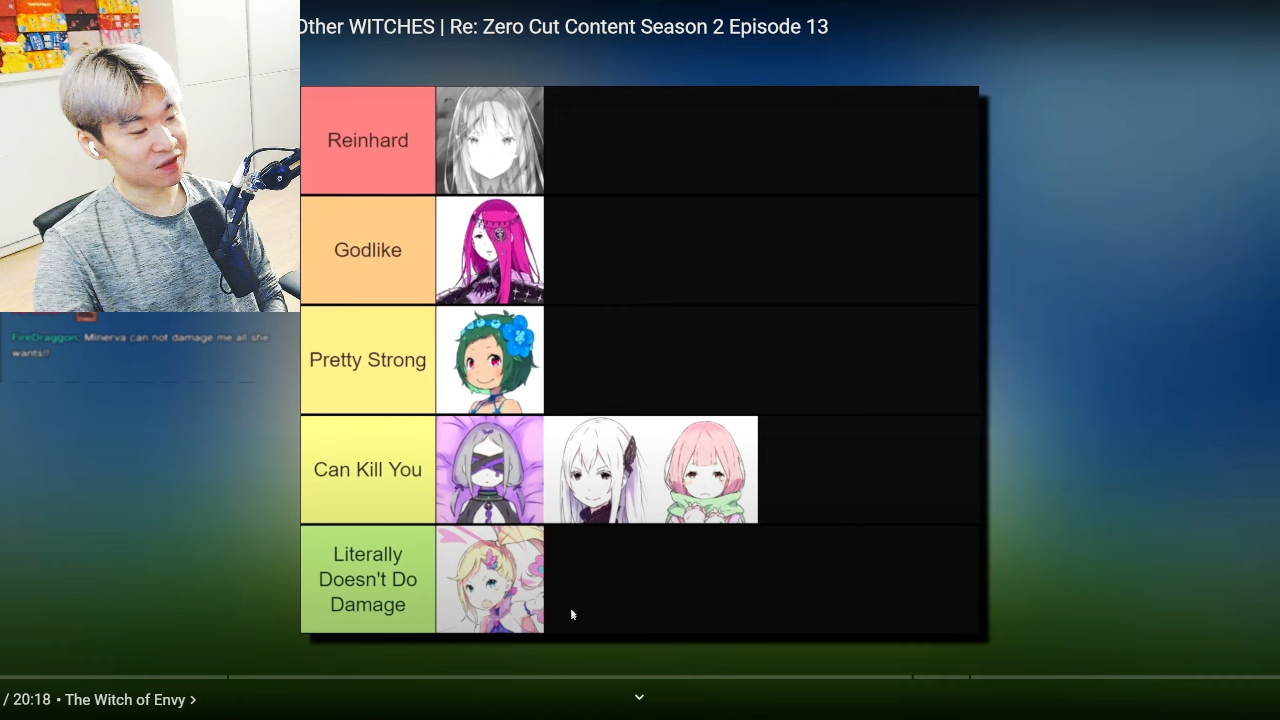 Other WITCHES | Re: Zero Cut Content Season 2 Episode 13
Reinhard
Godlike
FireDraggon: Minerva can not damage me all she
wants!!
Pretty Strong
Can Kill You
Literally
Doesn't Do
Damage
/ 20:18 • The Witch of Envy >